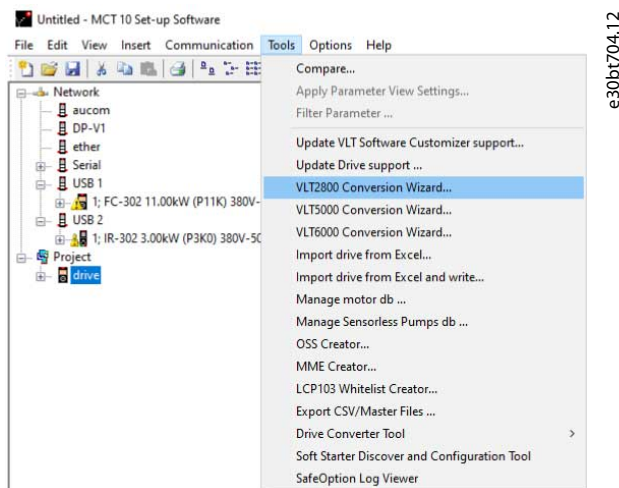 Untitled - MCT 10 Set-up Software
File Edit View Insert Communication Tools Options Help
Network
aucom
DP-V1
ether
Serial
USB 1
1; FC-302 11.00kW (P11K) 380V-
USB 2
1; IR-302 3.00kW (P3K0) 380V-50
Project
drive
Compare...
Apply Parameter View Settings...
Filter Parameter ...
Update VLT Software Customizer support...
Update Drive support ...
VLT2800 Conversion Wizard...
VLT5000 Conversion Wizard...
VLT6000 Conversion Wizard...
Import drive from Excel...
Import drive from Excel and write...
Manage motor db ...
Manage Sensorless Pumps db ...
OSS Creator...
MME Creator...
LCP103 Whitelist Creator...
Export CSV/Master Files ...
Drive Converter Tool >
Soft Starter Discover and Configuration Tool
SafeOption Log Viewer
e30bt704.12